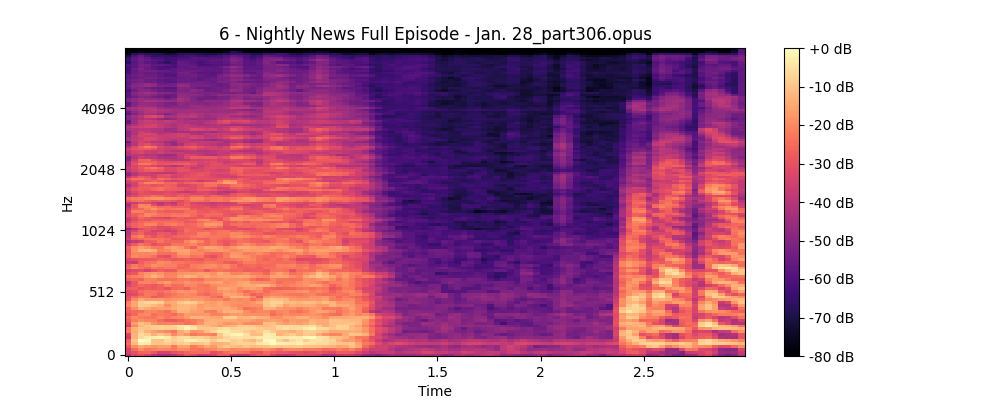 6 - Nightly News Full Episode - Jan. 28_part306.opus
+0 dB
-10 dB
-20 dB
-30 dB
-40 dB
-50 dB
-60 dB
-70 dB
-80 dB
4096
2048
1024
512
0
Hz
0 0.5 1 1.5 2 2.5
Time